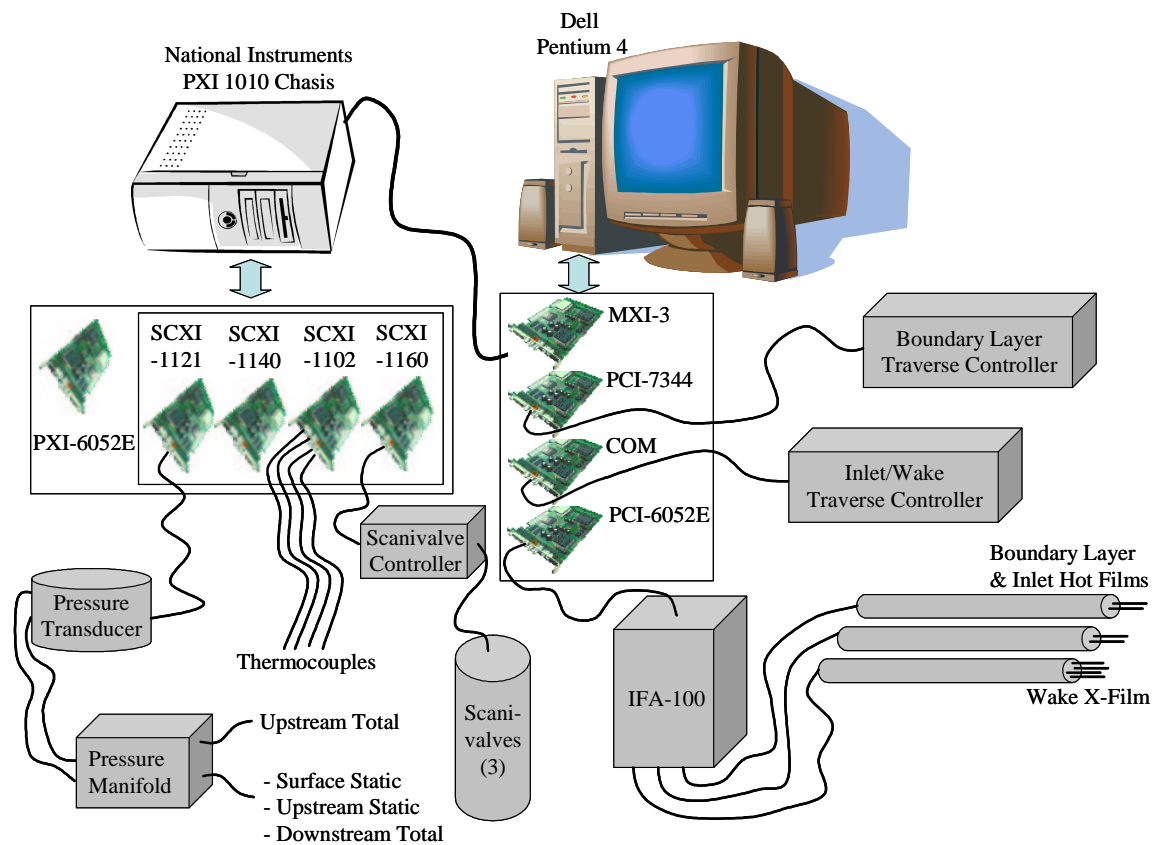 Dell
Pentium 4
National Instruments
PXI 1010 Chasis
SCXI
-1121
SCXI
-1140
SCXI
-1102
SCXI
-1160
PXI-6052E
MXI-3
PCI-7344
COM
PCI-6052E
Boundary Layer
Traverse Controller
Inlet/Wake
Traverse Controller
Scanivalve
Controller
Pressure
Transducer
Thermocouples
Boundary Layer
& Inlet Hot Films
Wake X-Film
IFA-100
Scani-
valves
(3)
Pressure
Manifold
Upstream Total
- Surface Static
- Upstream Static
- Downstream Total